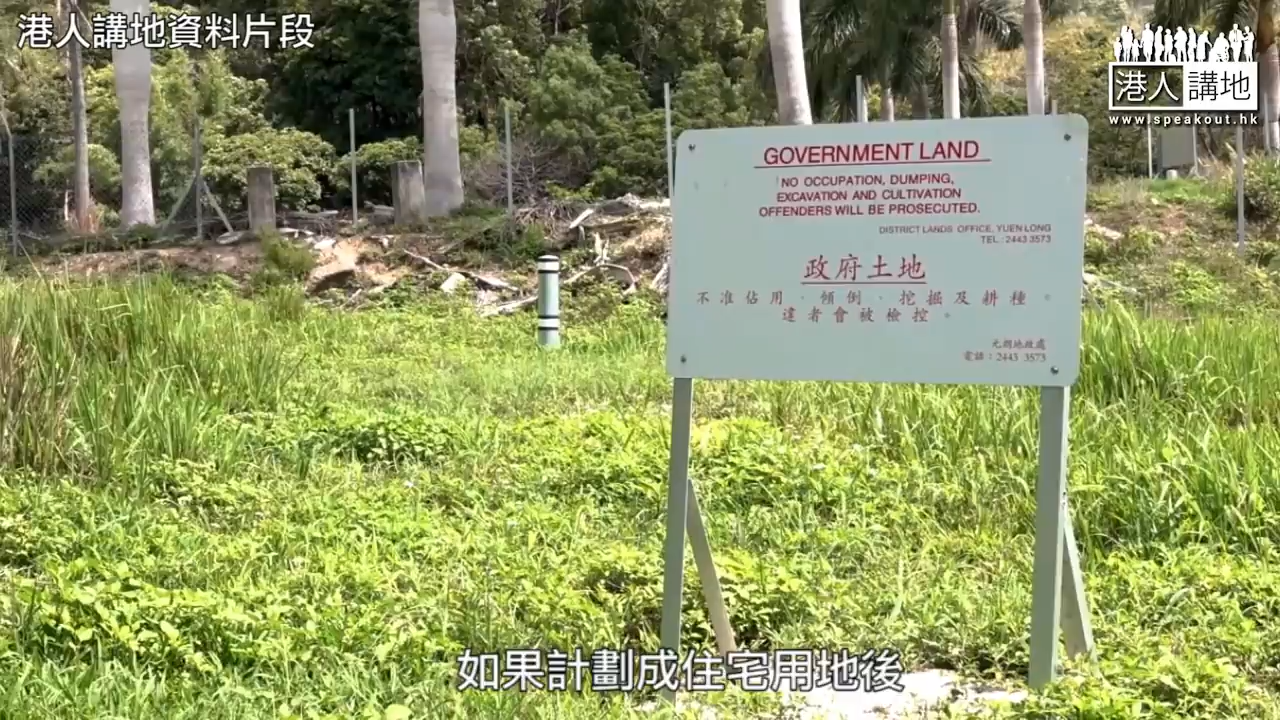 港人講地資料片段
港人講地
www.speakout.hk
GOVERNMENT LAND
NO OCCUPATION, DUMPING,
EXCAVATION AND CULTIVATION
OFFENDERS WILL BE PROSECUTED.
DISTRICT LANDS OFFICE, YUEN LONG
TEL : 2443 3573
政府土地
不准佔用、傾倒、挖掘及耕種。
違者會被檢控。
元朗地政處
電話：2443 3573
如果計劃成住宅用地後